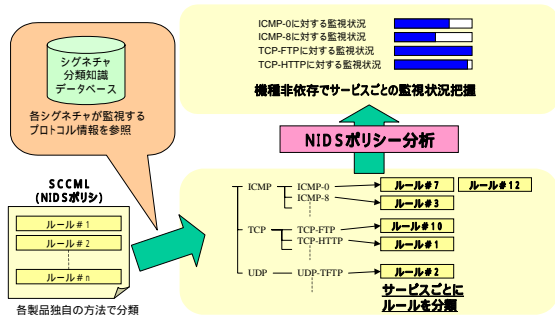 シグネチャ
分類知識
データベース
各シグネチャが監視する
プロトコル情報を参照
ICMP-0に対する監視状況
ICMP-8に対する監視状況
TCP-FTPに対する監視状況
TCP-HTTPに対する監視状況
機種非依存でサービスごとの監視状況把握
NIDSポリシー分析
SCCML
(NIDSポリシ)
ルール＃1
ルール＃2
ルール＃n
各製品独自の方法で分類
ICMP
ICMP-0
ルール#7
ルール#12
ICMP-8
ルール#3
TCP
TCP-FTP
ルール#10
TCP-HTTP
ルール#1
UDP
UDP-TFTP
ルール#2
サービスごとに
ルールを分類